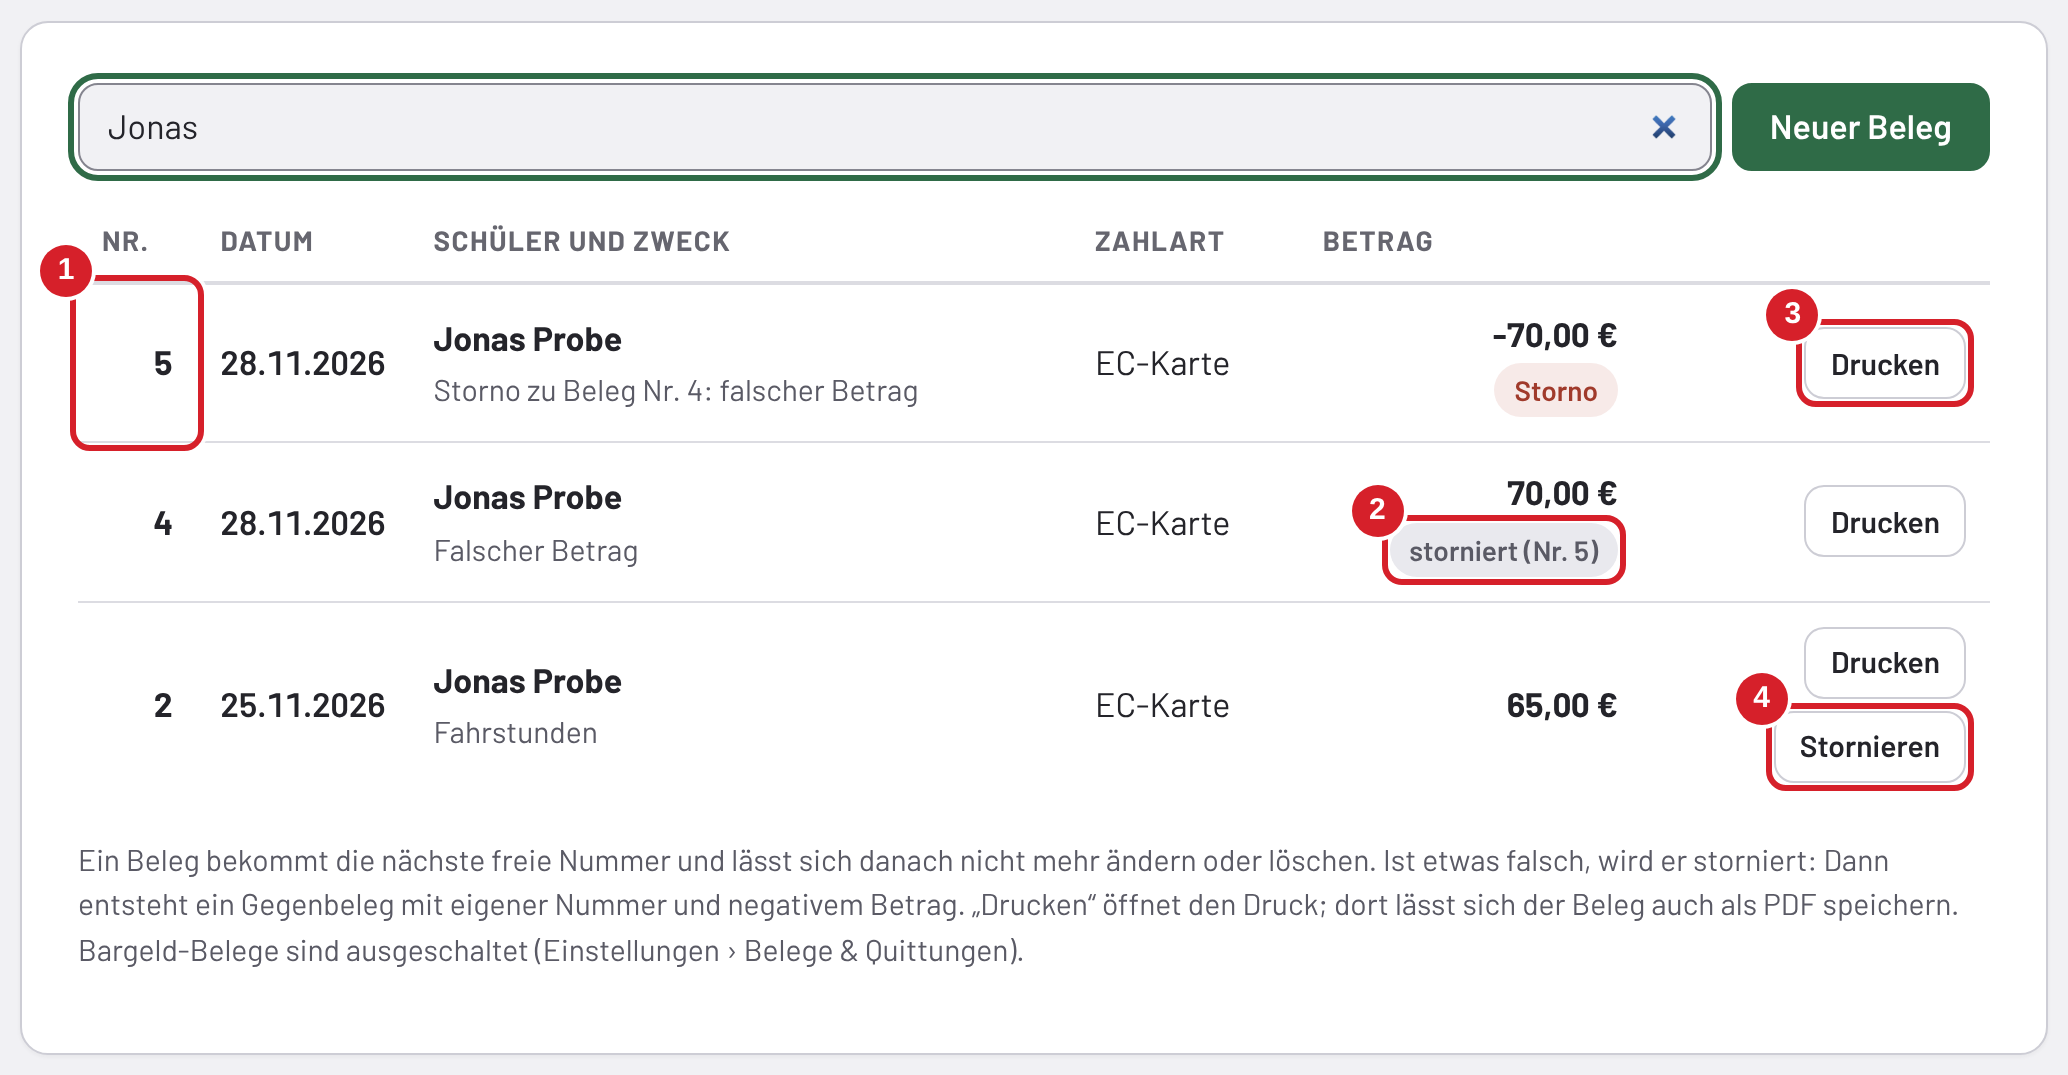 Jonas
Neuer Beleg
NR. DATUM SCHÜLER UND ZWECK ZAHLART BETRAG
1
3
5 28.11.2026 Jonas Probe EC-Karte -70,00 € Drucken
Storno zu Beleg Nr. 4: falscher Betrag Storno
4 28.11.2026 Jonas Probe EC-Karte 70,00 € Drucken
2
Falscher Betrag storniert (Nr. 5)
2 25.11.2026 Jonas Probe EC-Karte 65,00 € Drucken
4
Fahrstunden Stornieren
Ein Beleg bekommt die nächste freie Nummer und lässt sich danach nicht mehr ändern oder löschen. Ist etwas falsch, wird er storniert: Dann
entsteht ein Gegenbeleg mit eigener Nummer und negativem Betrag. „Drucken“ öffnet den Druck; dort lässt sich der Beleg auch als PDF speichern.
Bargeld-Belege sind ausgeschaltet (Einstellungen › Belege & Quittungen).